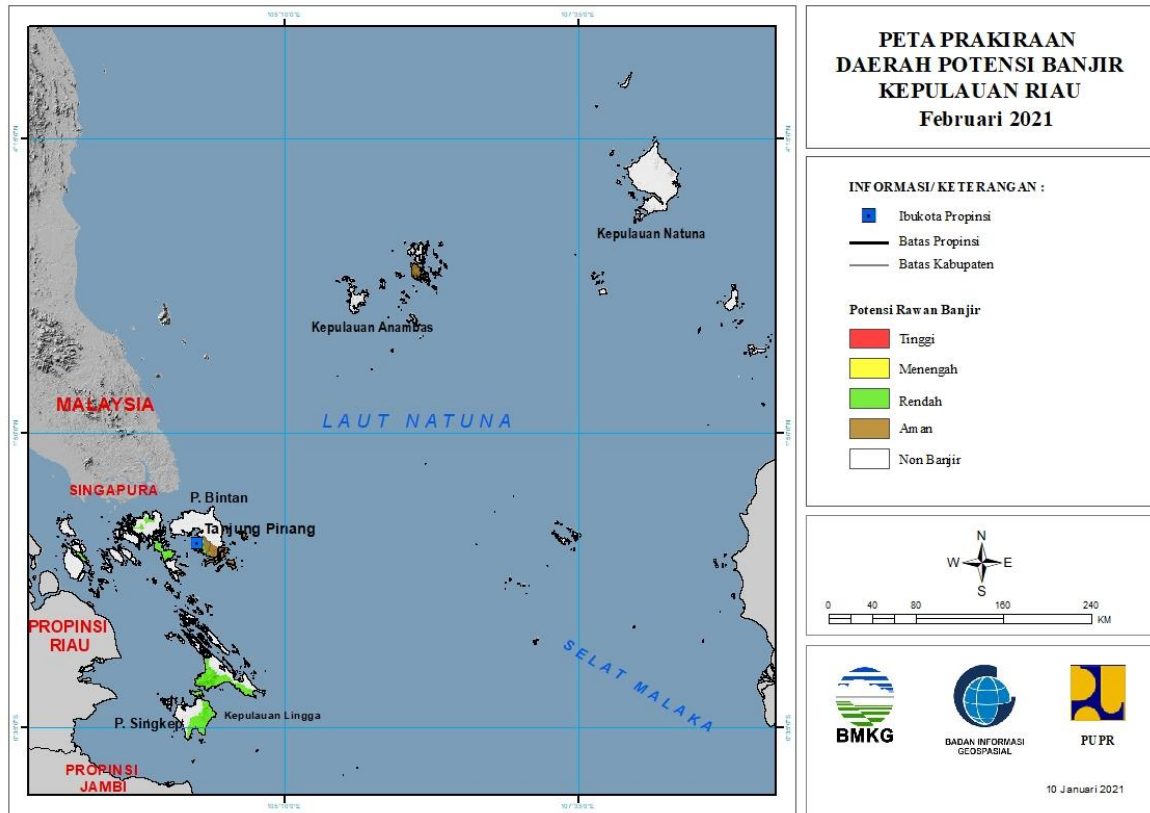 PETA PRAKIRAAN
DAERAH POTENSI BANJIR
KEPULAUAN RIAU
Februari 2021
INFORMASI/ KETERANGAN :
Ibukota Propinsi
Batas Propinsi
Batas Kabupaten
Potensi Rawan Banjir
Tinggi
Menengah
Rendah
Aman
Non Banjir
N
W
E
S
0 40 80 160 240
KM
BMKG
BADAN INFORMASI
GEOSPASIAL
PUPR
10 Januari 2021
Kepulauan Natuna
Kepulauan Anambas
MALAYSIA
LAUT NATUNA
SINGAPURA
P. Bintan
Tanjung Pinang
PROPINSI
RIAU
SELAT MALAKA
P. Singkep
Kepulauan Lingga
PROPINSI
JAMBI